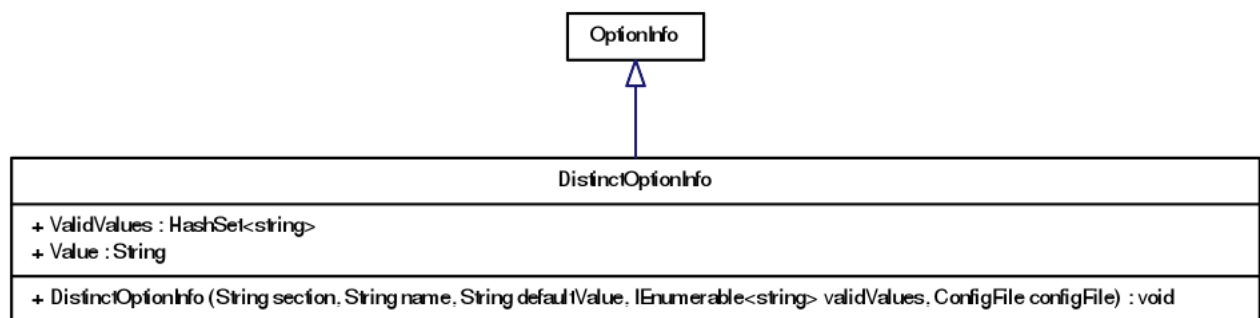 OptionInfo
DistinctOptionInfo
+ ValidValues : HashSet<string>
+ Value : String
+ DistinctOptionInfo (String section, String name, String defaultValue, IEnumerable<string> validValues, ConfigFile configFile) : void